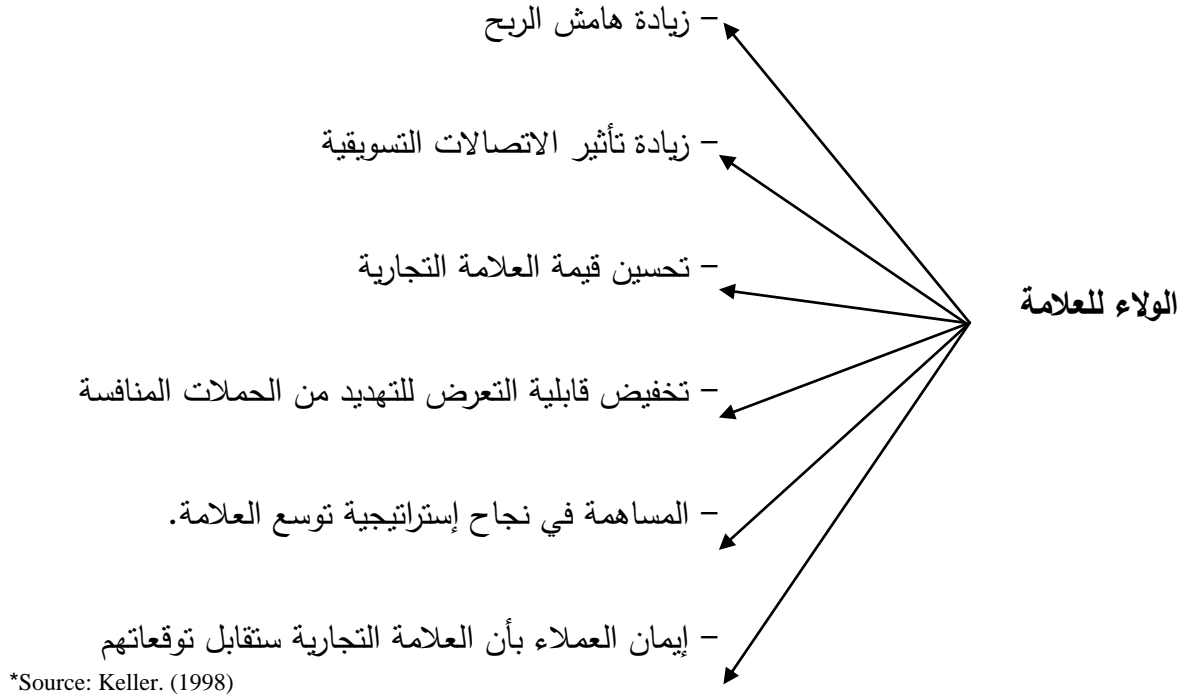 – زيادة هامش الربح
– زيادة تأثير الاتصالات التسويقية
– تحسين قيمة العلامة التجارية
الولاء للعلامة
– تخفيض قابلية التعرض للتهديد من الحملات المنافسة
– المساهمة في نجاح إستراتيجية توسع العلامة.
– إيمان العملاء بأن العلامة التجارية ستقابل توقعاتهم
*Source: Keller. (1998)